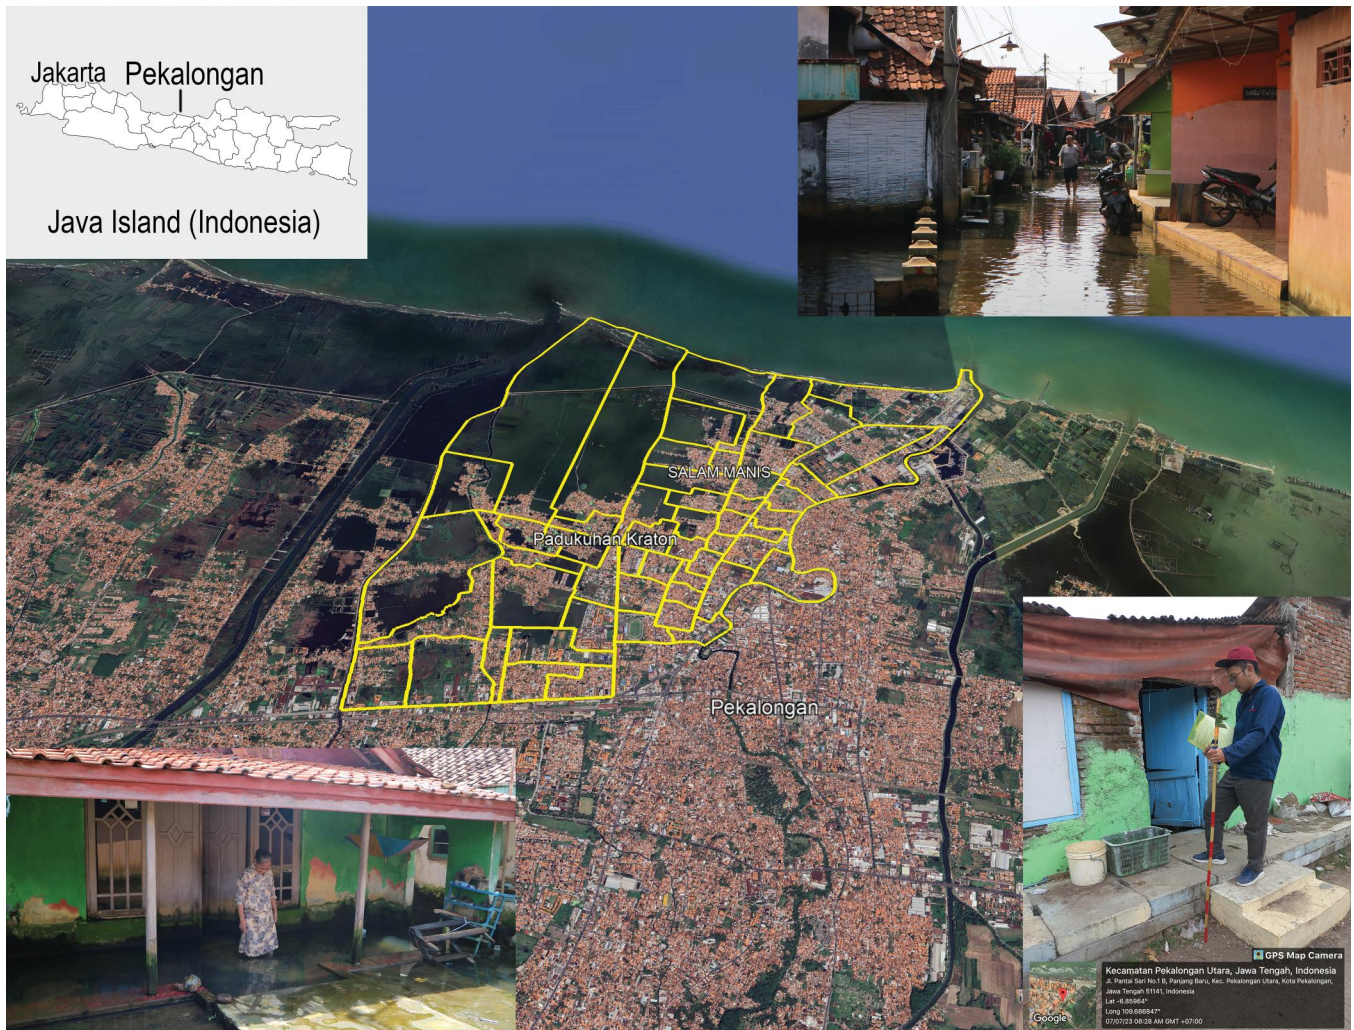 Jakarta Pekalongan
Java Island (Indonesia)
SALAM MANIS
Padukuhan Kraton
Pekalongan
GPS Map Camera
Kecamatan Pekalongan Utara, Jawa Tengah, Indonesia
Jl. Pantai Sari No.1 B, Panjang Baru, Kec. Pekalongan Utara, Kota Pekalongan,
Jawa Tengah 51141, Indonesia
Lat -6.85964°
Long 109.686847°
07/07/23 08:28 AM GMT +07:00
Google